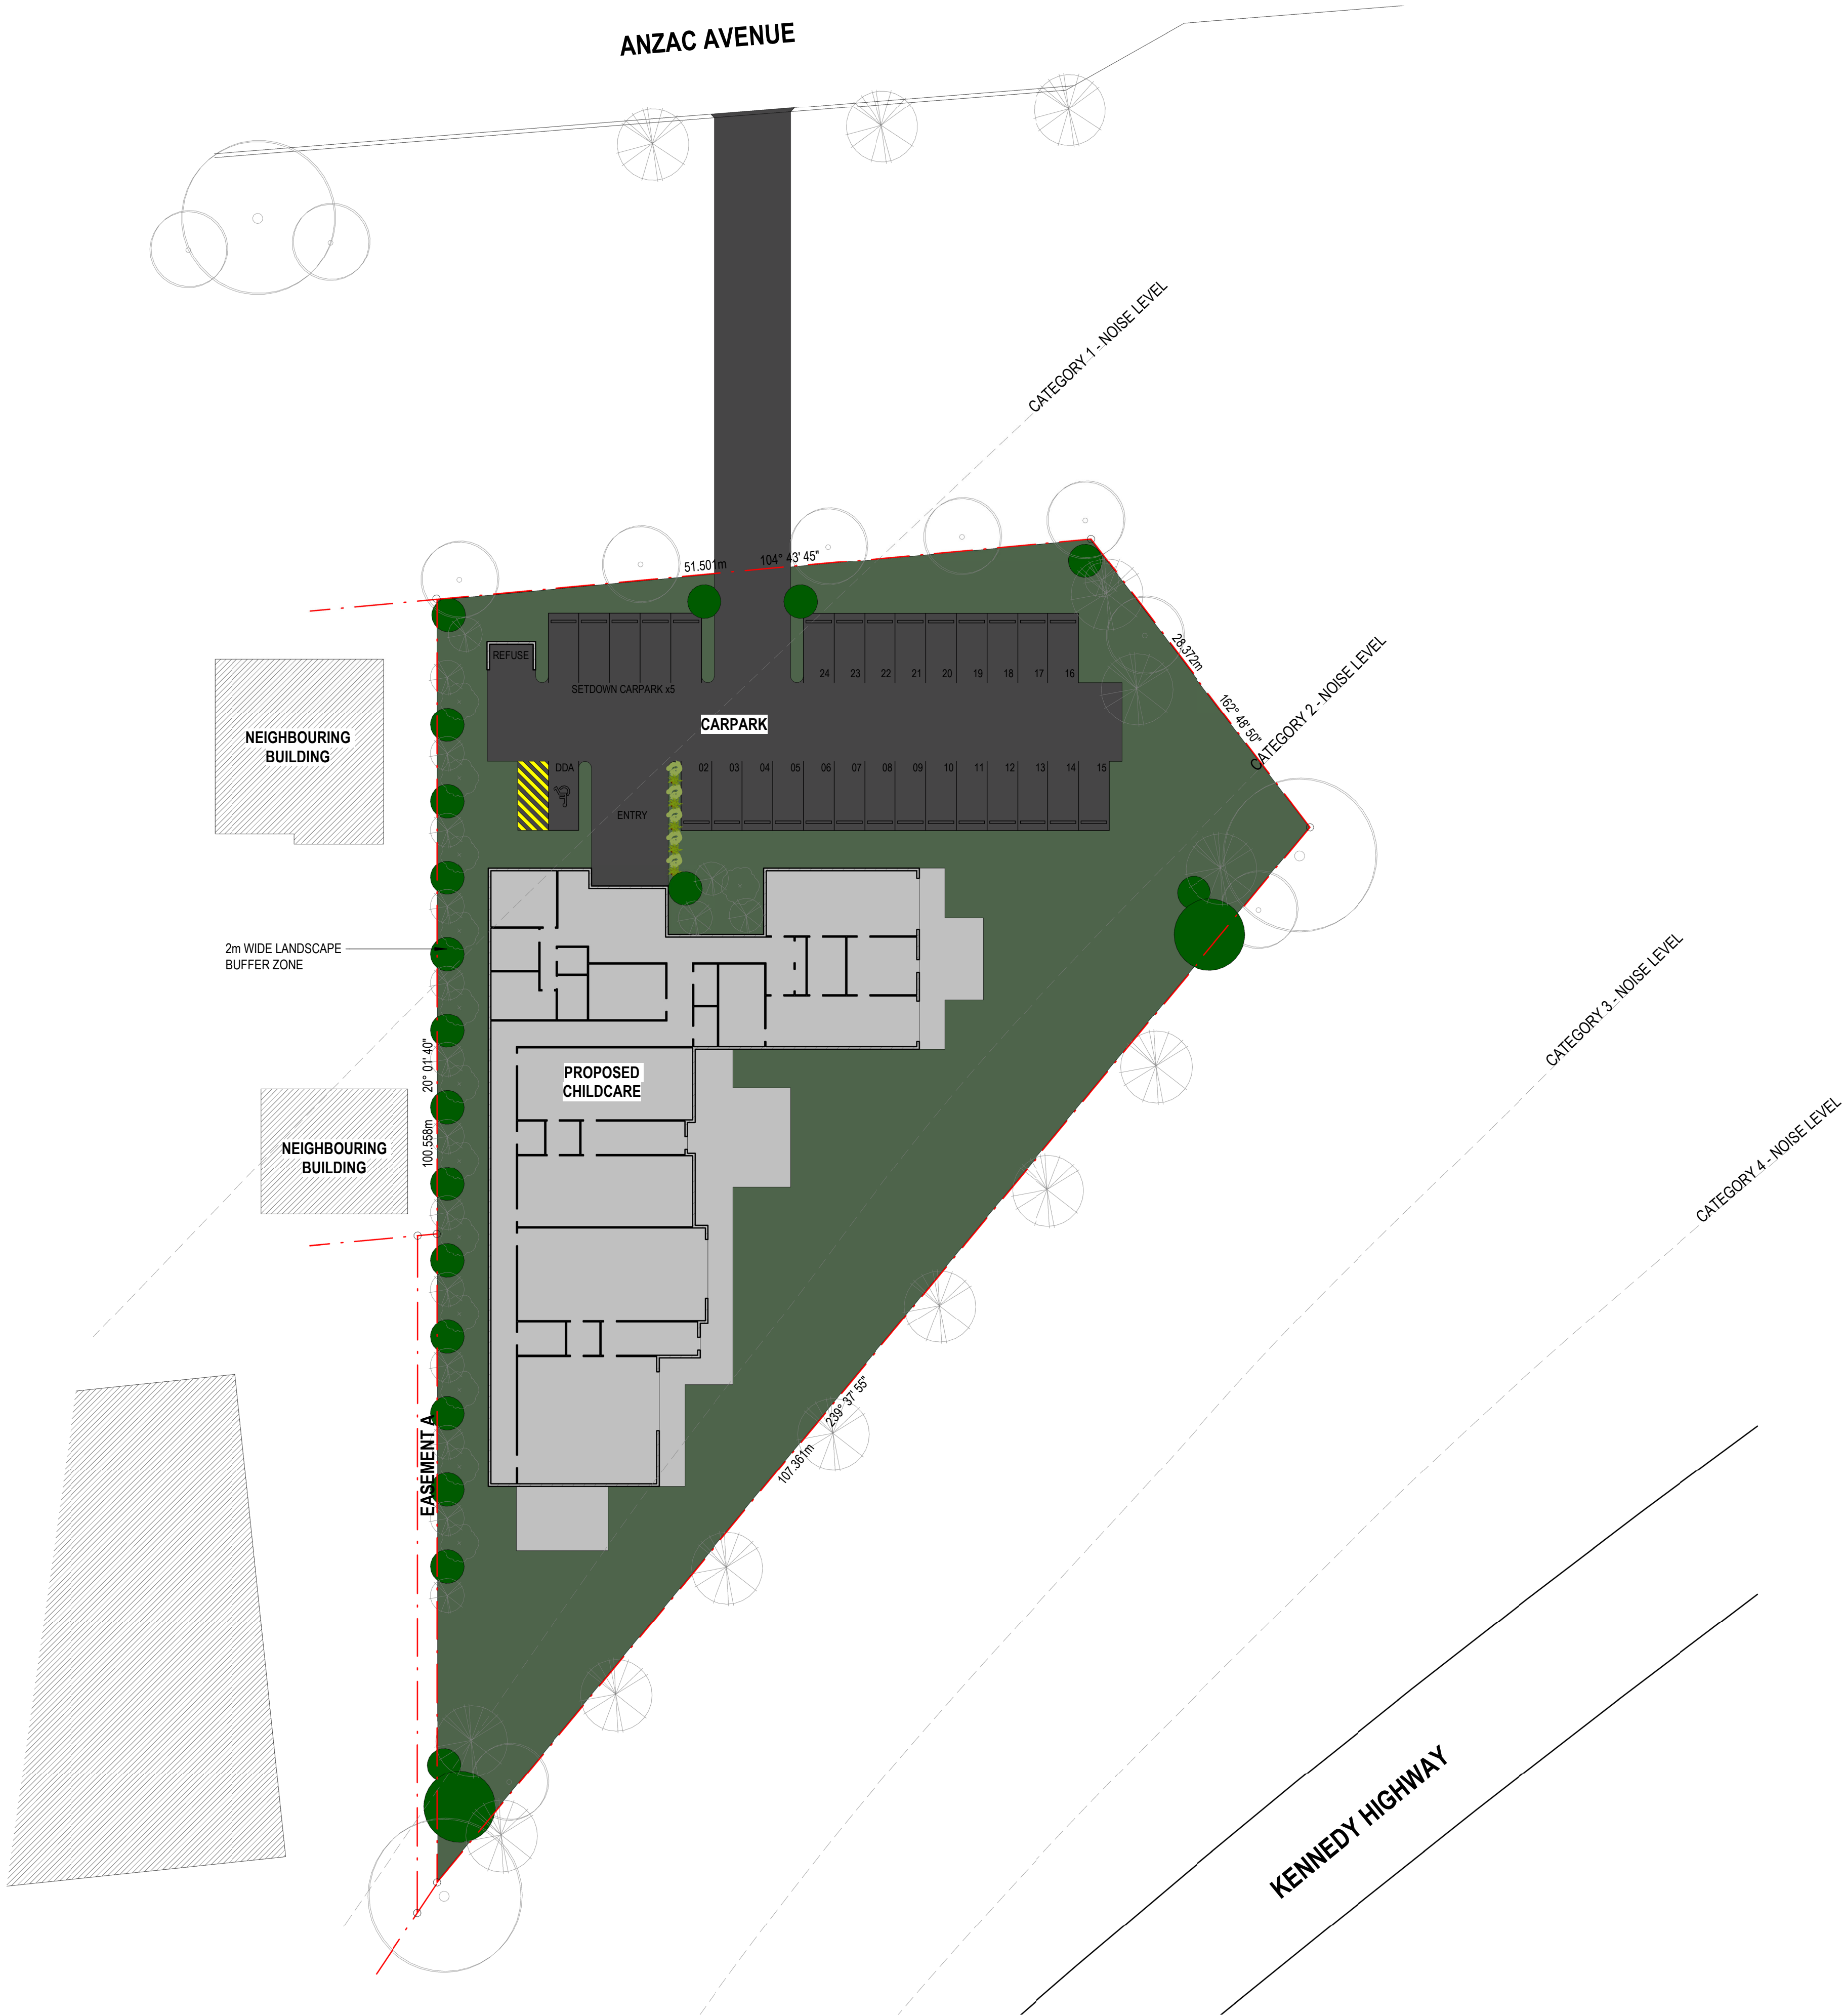 ANZAC AVENUE
CATEGORY 1 - NOISE LEVEL
51.501m 104° 43' 45"
28.372m 162° 48' 50"
CATEGORY 2 - NOISE LEVEL
REFUSE
SETDOWN CARPARK x5
24 23 22 21 20 19 18 17 16
CARPARK
NEIGHBOURING
BUILDING
DDA
02 03 04 05 06 07 08 09 10 11 12 13 14 15
ENTRY
2m WIDE LANDSCAPE
BUFFER ZONE
CATEGORY 3 - NOISE LEVEL
100.558m 20° 01' 40"
PROPOSED
CHILDCARE
NEIGHBOURING
BUILDING
CATEGORY 4 - NOISE LEVEL
107.361m 239° 37' 55"
EASEMENT A
KENNEDY HIGHWAY